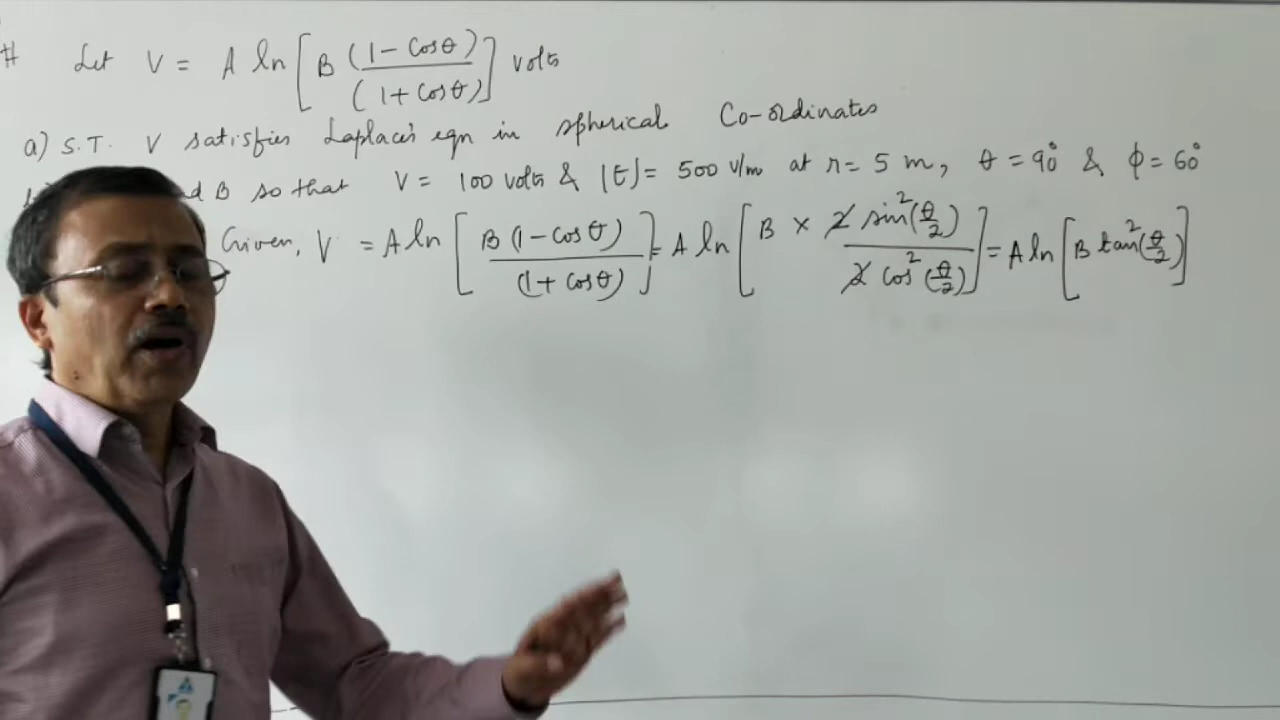 # Let V = A ln [ B (1 - Cosθ) / (1 + Cosθ) ] volts
a) S.T. V satisfies Laplace's eqn in spherical Co-ordinates
B so that V = 100 volts & |E| = 500 V/m at r = 5 m, θ = 90° & ϕ = 60°
Given, V = A ln [ B (1 - cosθ) / (1 + cosθ) ] = A ln [ B × 2 sin²(θ/2) / 2 cos²(θ/2) ] = A ln [ B tan²(θ/2) ]